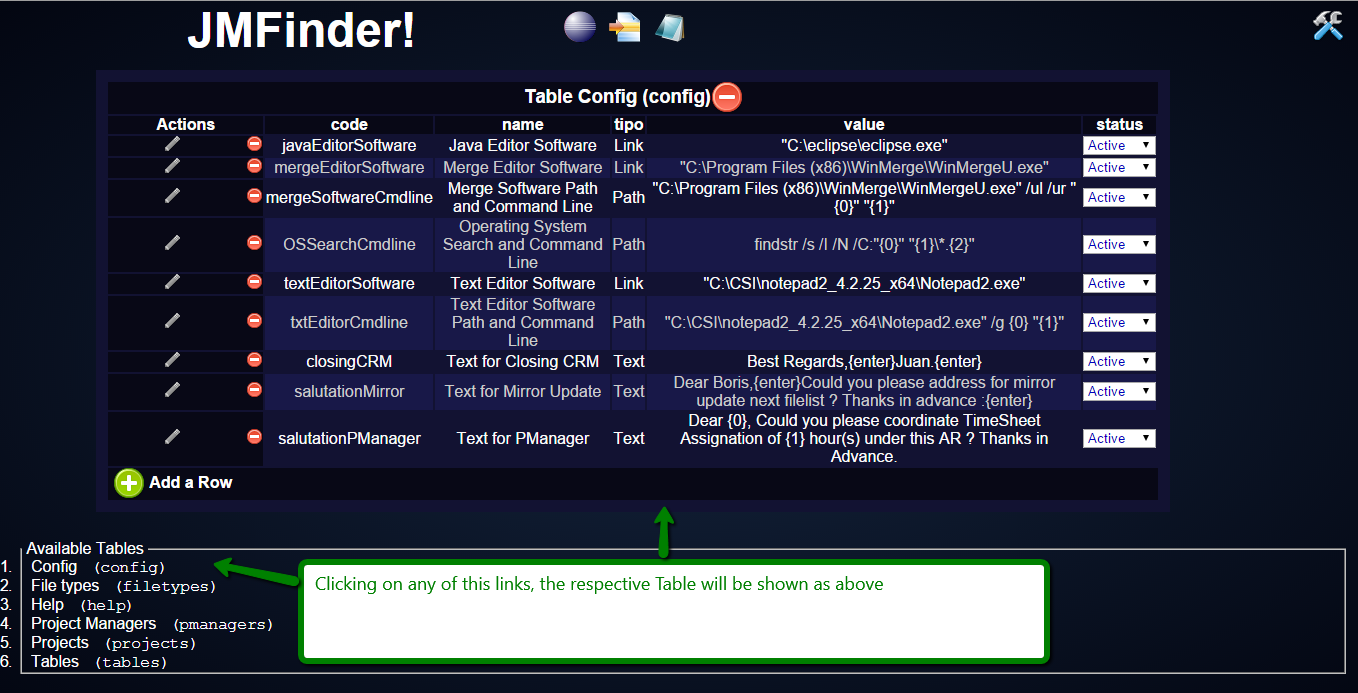 JMFinder!
Table Config (config)
Actions code name tipo value status
javaEditorSoftware Java Editor Software Link "C:\eclipse\eclipse.exe" Active
mergeEditorSoftware Merge Editor Software Link "C:\Program Files (x86)\WinMerge\WinMergeU.exe" Active
mergeSoftwareCmdline Merge Software Path and Command Line Path "C:\Program Files (x86)\WinMerge\WinMergeU.exe" /ul /ur "{0}" "{1}" Active
OSSearchCmdline Operating System Search and Command Line Path findstr /s /I /N /C:"{0}" "{1}\*.{2}" Active
textEditorSoftware Text Editor Software Link "C:\CSI\notepad2_4.2.25_x64\Notepad2.exe" Active
txtEditorCmdline Text Editor Software Path and Command Line Path "C:\CSI\notepad2_4.2.25_x64\Notepad2.exe" /g {0} "{1}" Active
closingCRM Text for Closing CRM Text Best Regards,{enter}Juan.{enter} Active
salutationMirror Text for Mirror Update Text Dear Boris,{enter}Could you please address for mirror update next filelist ? Thanks in advance :{enter} Active
salutationPManager Text for PManager Text Dear {0}, Could you please coordinate TimeSheet Assignation of {1} hour(s) under this AR ? Thanks in Advance. Active
Add a Row
Available Tables
1. Config (config)
2. File types (filetypes)
3. Help (help)
4. Project Managers (pmanagers)
5. Projects (projects)
6. Tables (tables)
Clicking on any of this links, the respective Table will be shown as above